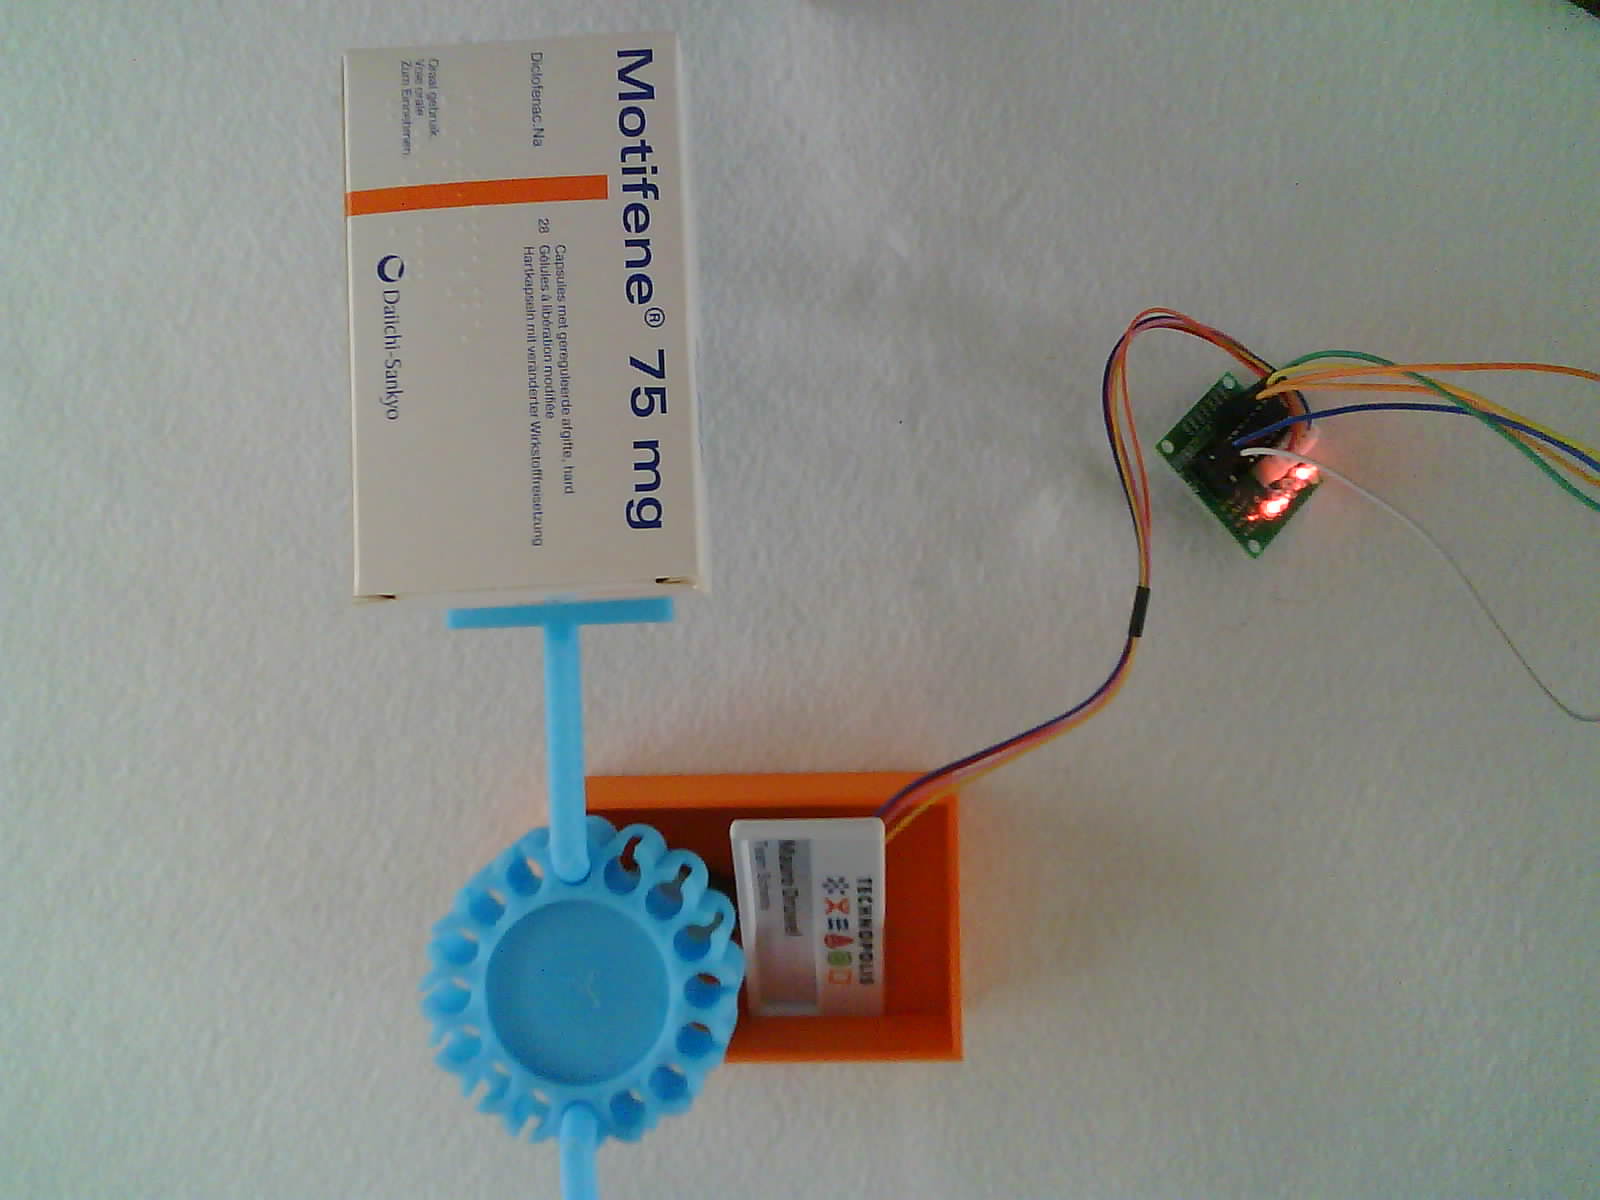 Motifene® 75 mg
Diclofenac.Na
Capsules met gereguleerde afgifte, hard
28 Gélules à libération modifiée
Hartkapseln mit veränderter Wirkstofffreisetzung
Oraal gebruik.
Voie orale
Zum Einnehmen.
Daiichi-Sankyo
TECHNOPOLIS